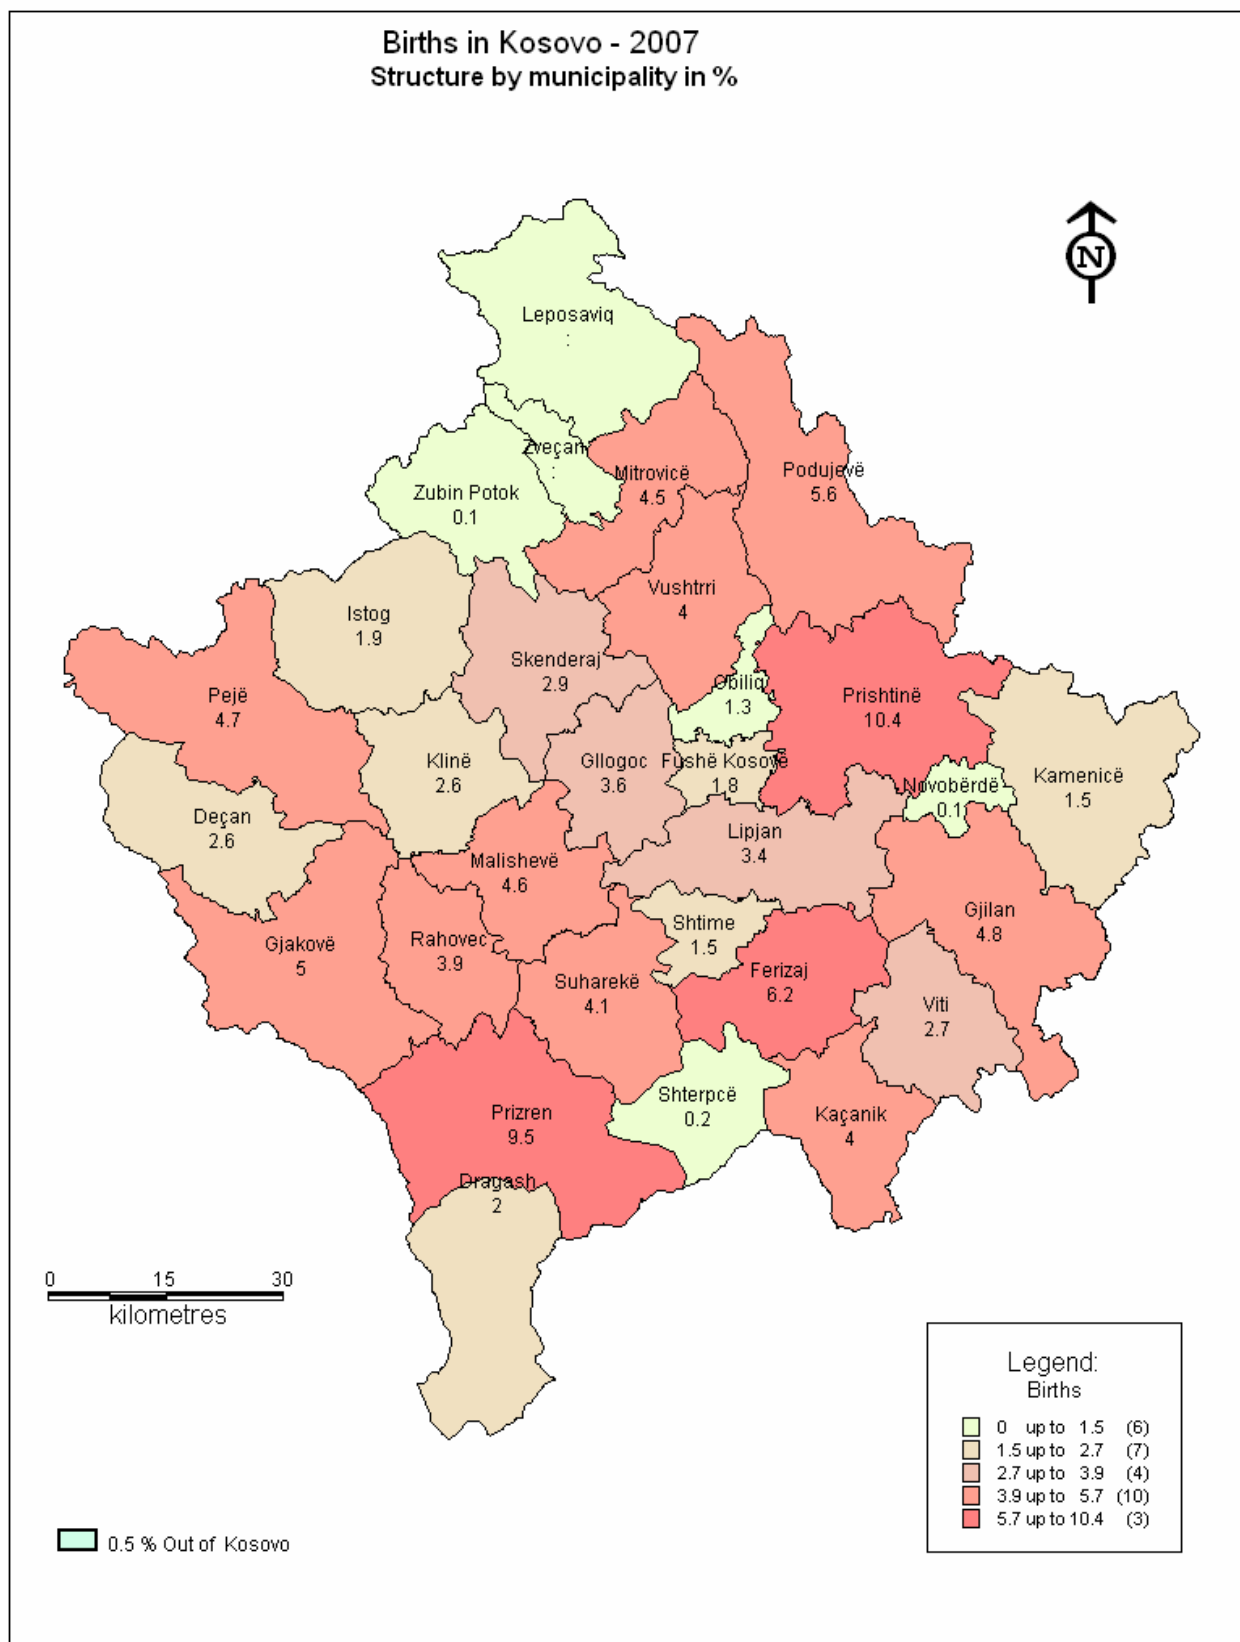 Births in Kosovo - 2007
Structure by municipality in %
N
Leposaviq
:
Zveçan
:
Mitrovicë
4.5
Podujevë
5.6
Zubin Potok
0.1
Vushtrri
4
Istog
1.9
Skenderaj
2.9
Obiliq
1.3
Prishtinë
10.4
Pejë
4.7
Klinë
2.6
Gllogoc
3.6
Fushë Kosovë
1.8
Novobërdë
0.1
Kamenicë
1.5
Deçan
2.6
Lipjan
3.4
Malishevë
4.6
Gjakovë
5
Rahovec
3.9
Shtime
1.5
Gjilan
4.8
Suharekë
4.1
Ferizaj
6.2
Viti
2.7
Prizren
9.5
Shterpcë
0.2
Kaçanik
4
Dragash
2
0 15 30
kilometres
Legend:
Births
0 up to 1.5 (6)
1.5 up to 2.7 (7)
2.7 up to 3.9 (4)
3.9 up to 5.7 (10)
5.7 up to 10.4 (3)
0.5 % Out of Kosovo